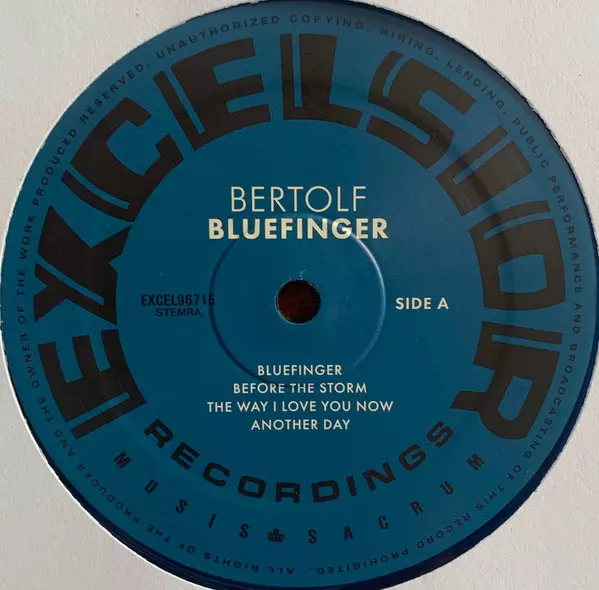 ALL RIGHTS OF THE PRODUCER AND THE OWNER OF THE WORK PRODUCED RESERVED. UNAUTHORIZED COPYING, HIRING, LENDING, PUBLIC PERFORMANCE AND BROADCASTING OF THIS RECORD PROHIBITED.
EXCELSIOR
BERTOLF
BLUEFINGER
EXCEL96715
STEMRA
SIDE A
BLUEFINGER
BEFORE THE STORM
THE WAY I LOVE YOU NOW
ANOTHER DAY
RECORDINGS
MUSIS SACRUM